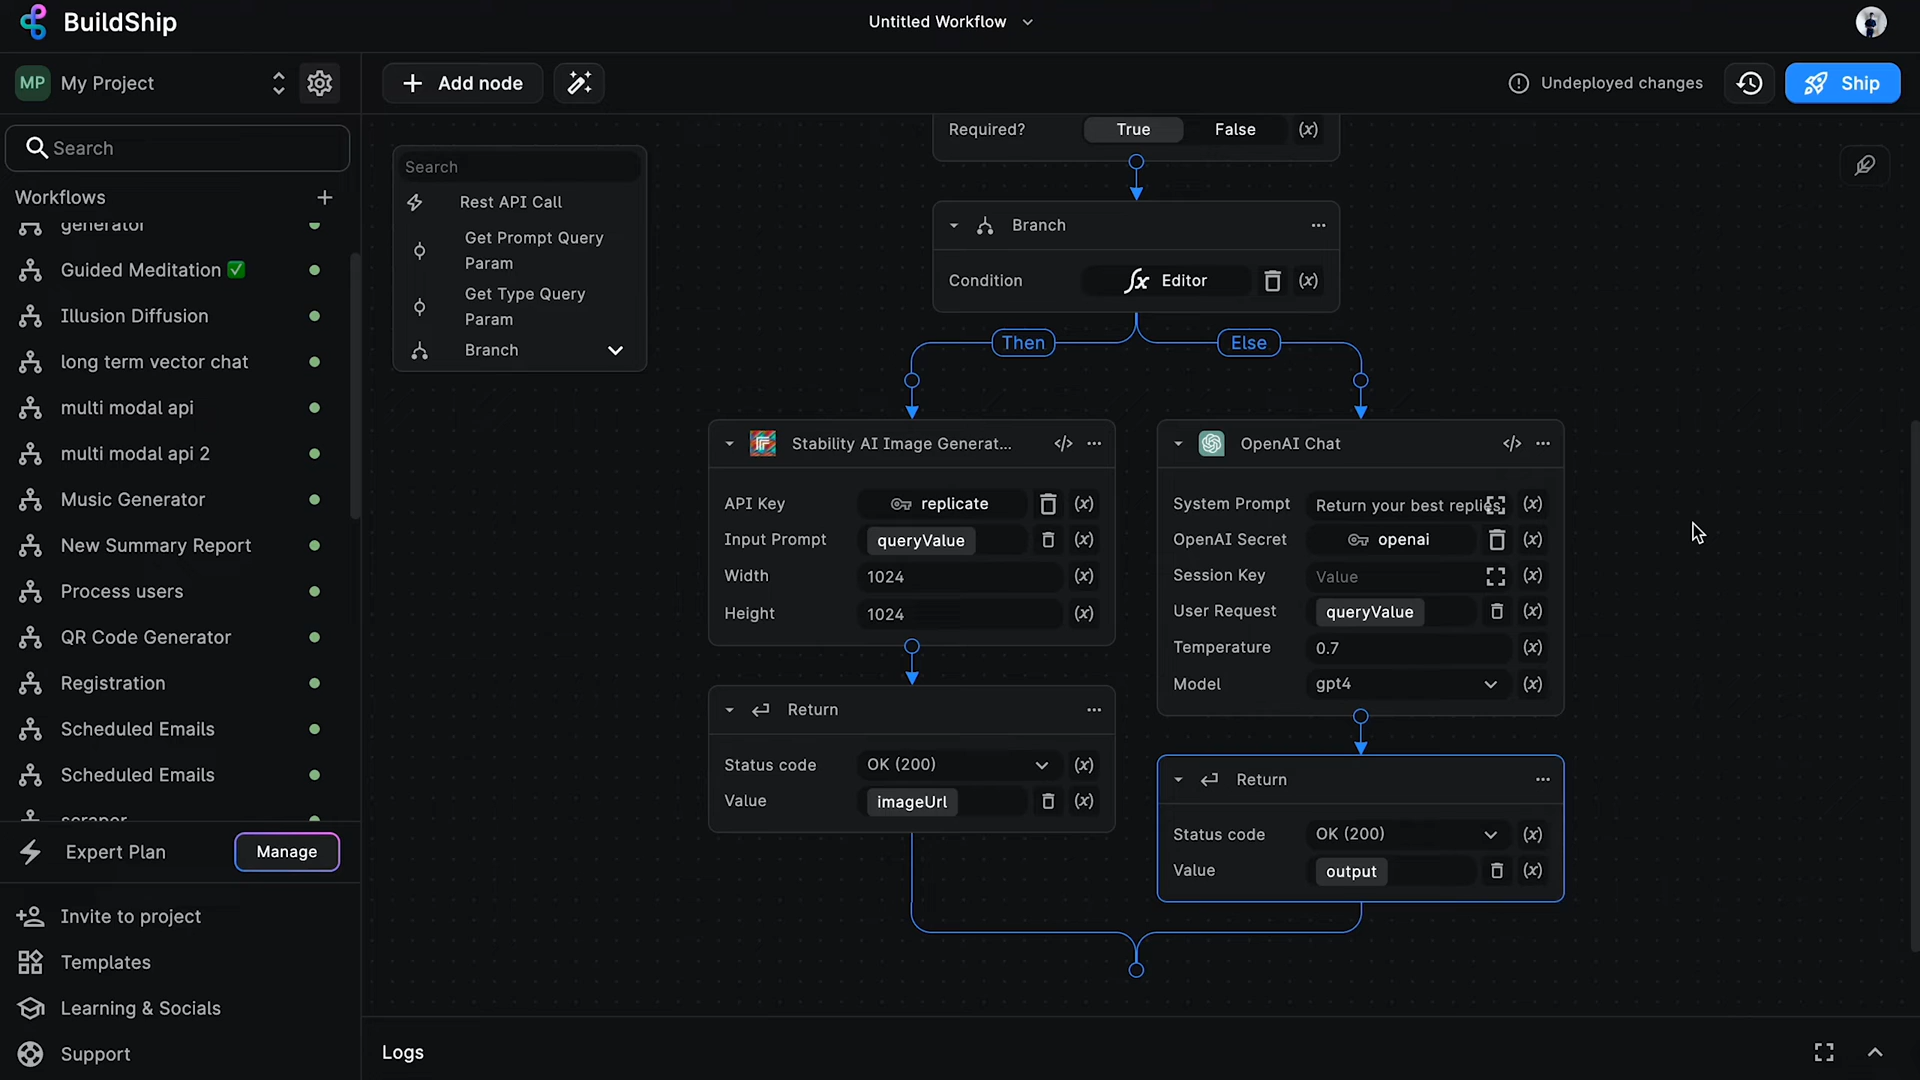 BuildShip
Untitled Workflow
MP My Project
Add node
Undeployed changes
Ship
Search
Workflows
generator
Guided Meditation
Illusion Diffusion
long term vector chat
multi modal api
multi modal api 2
Music Generator
New Summary Report
Process users
QR Code Generator
Registration
Scheduled Emails
Scheduled Emails
scraper
Expert Plan
Manage
Invite to project
Templates
Learning & Socials
Support
Search
Rest API Call
Get Prompt Query
Param
Get Type Query
Param
Branch
Required? True False (x)
Branch
Condition fx Editor (x)
Then
Else
Stability AI Image Generat... </>
API Key replicate (x)
Input Prompt queryValue (x)
Width 1024 (x)
Height 1024 (x)
Return
Status code OK (200) (x)
Value imageUrl (x)
OpenAI Chat </>
System Prompt Return your best replies (x)
OpenAI Secret openai (x)
Session Key Value (x)
User Request queryValue (x)
Temperature 0.7 (x)
Model gpt4 (x)
Return
Status code OK (200) (x)
Value output (x)
Logs